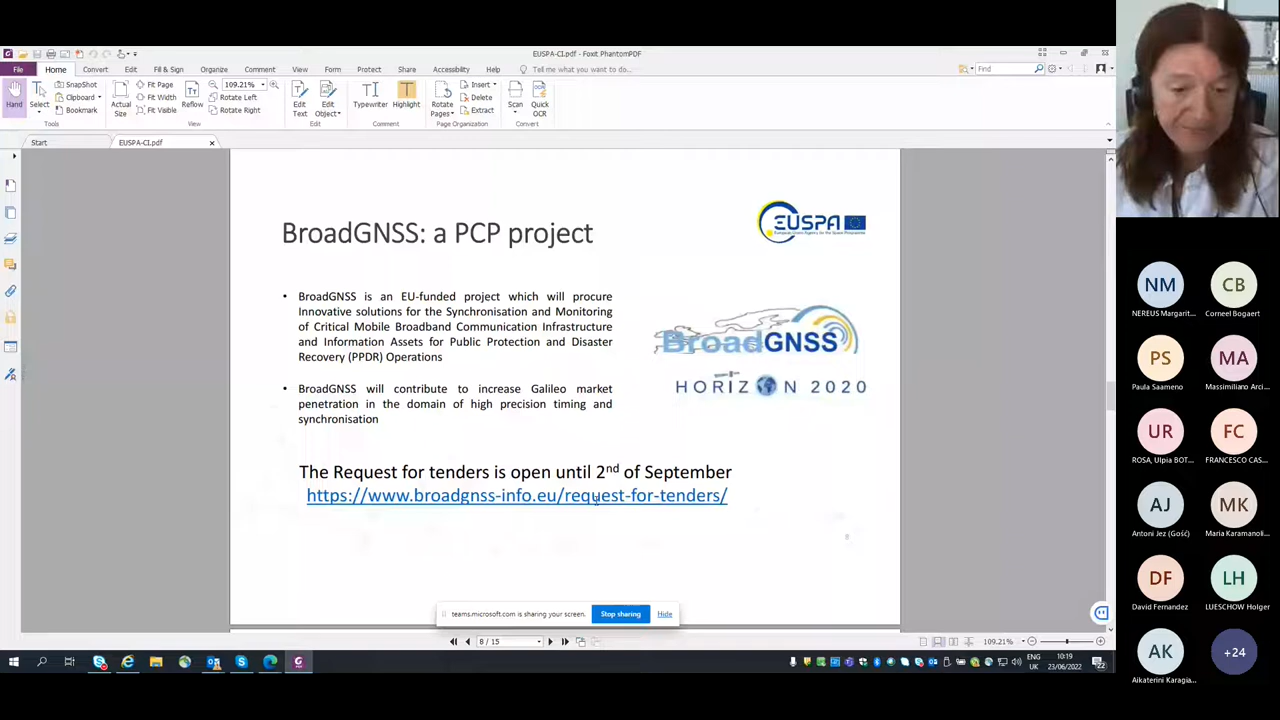 EUSPA-CI.pdf - Foxit PhantomPDF
File Home Convert Edit Fill & Sign Organize Comment View Form Protect Share Accessibility Help Tell me what you want to do... Find
Hand
Select
SnapShot
Clipboard
Bookmark
Tools
Actual
Size
Fit Page
Fit Width
Fit Visible
Reflow
109.21%
Rotate Left
Rotate Right
View
Edit
Text
Edit
Object
Edit
Typewriter
Highlight
Comment
Rotate
Pages
Insert
Delete
Extract
Page Organization
Scan
Quick
OCR
Convert
Start
EUSPA-CI.pdf
BroadGNSS: a PCP project
EUSPA
European Union Agency for the Space Programme
• BroadGNSS is an EU-funded project which will procure
Innovative solutions for the Synchronisation and Monitoring
of Critical Mobile Broadband Communication Infrastructure
and Information Assets for Public Protection and Disaster
Recovery (PPDR) Operations
• BroadGNSS will contribute to increase Galileo market
penetration in the domain of high precision timing and
synchronisation
BroadGNSS
HORIZON 2020
The Request for tenders is open until 2nd of September
https://www.broadgnss-info.eu/request-for-tenders/
teams.microsoft.com is sharing your screen. Stop sharing Hide
8 / 15
109.21%
ENG
UK
10:19
23/06/2022
22
NM
NEREUS Margarit...
CB
Corneel Bogaert
PS
Paula Saameno
MA
Massimiliano Arci...
UR
ROSA, Ulpia BOT...
FC
FRANCESCO CAS...
AJ
Antoni Jez (Gość)
MK
Maria Karamanoli...
DF
David Fernandez
LH
LUESCHOW Holger
AK
Aikaterini Karagia...
+24